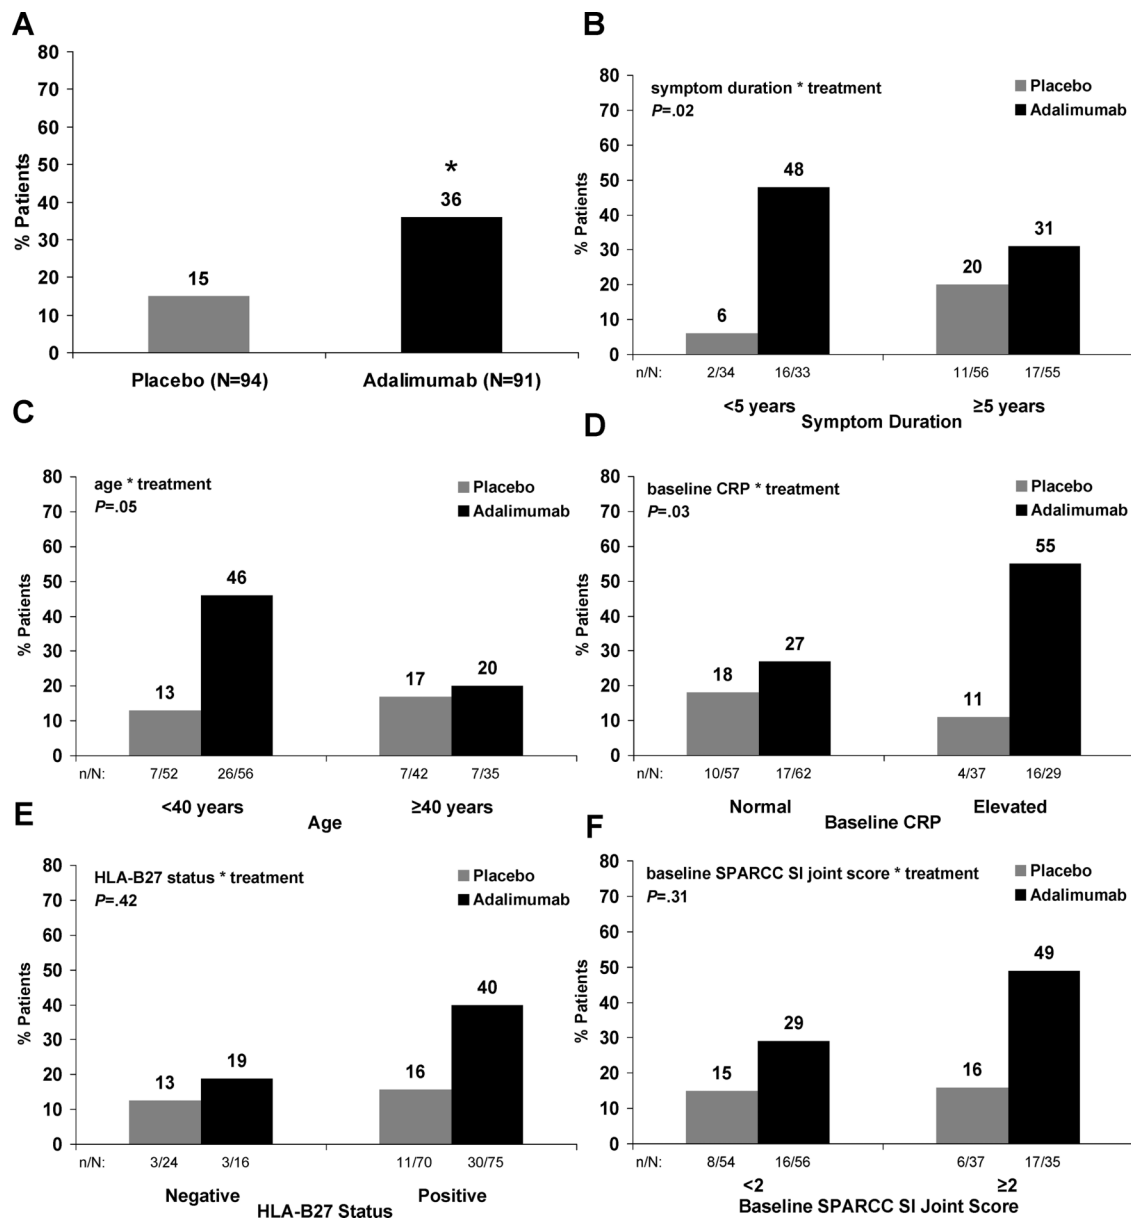 A
80
70
60
50
40
30
20
10
0
% Patients
15
*
36
Placebo (N=94)
Adalimumab (N=91)
B
80
70
60
50
40
30
20
10
0
% Patients
symptom duration * treatment
P=.02
Placebo
Adalimumab
6
48
20
31
n/N: 2/34 16/33 11/56 17/55
<5 years ≥5 years
Symptom Duration
C
80
70
60
50
40
30
20
10
0
% Patients
age * treatment
P=.05
Placebo
Adalimumab
13
46
17
20
n/N: 7/52 26/56 7/42 7/35
<40 years ≥40 years
Age
D
80
70
60
50
40
30
20
10
0
% Patients
baseline CRP * treatment
P=.03
Placebo
Adalimumab
18
27
11
55
n/N: 10/57 17/62 4/37 16/29
Normal Elevated
Baseline CRP
E
80
70
60
50
40
30
20
10
0
% Patients
HLA-B27 status * treatment
P=.42
Placebo
Adalimumab
13
19
16
40
n/N: 3/24 3/16 11/70 30/75
Negative Positive
HLA-B27 Status
F
80
70
60
50
40
30
20
10
0
% Patients
baseline SPARCC SI joint score * treatment
P=.31
Placebo
Adalimumab
15
29
16
49
n/N: 8/54 16/56 6/37 17/35
<2 ≥2
Baseline SPARCC SI Joint Score